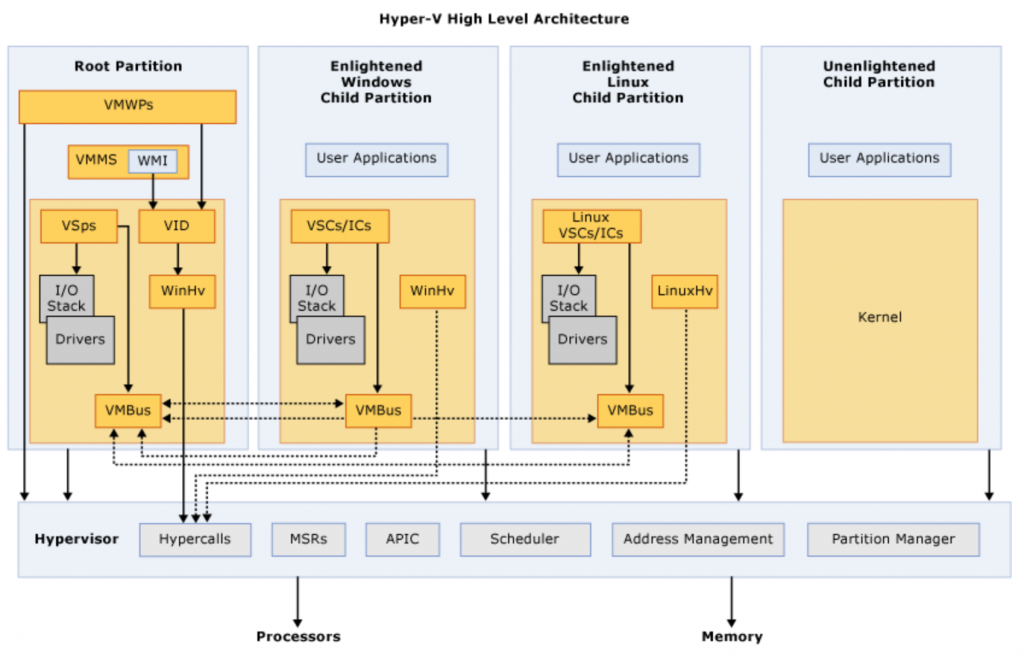 Hyper-V High Level Architecture
Root Partition
VMWPs
VMMS
WMI
VSps
VID
I/O
Stack
Drivers
WinHv
VMBus
Enlightened
Windows
Child Partition
User Applications
VSCs/ICs
I/O
Stack
Drivers
WinHv
VMBus
Enlightened
Linux
Child Partition
User Applications
Linux
VSCs/ICs
I/O
Stack
Drivers
LinuxHv
VMBus
Unenlightened
Child Partition
User Applications
Kernel
Hypervisor
Hypercalls
MSRs
APIC
Scheduler
Address Management
Partition Manager
Processors
Memory